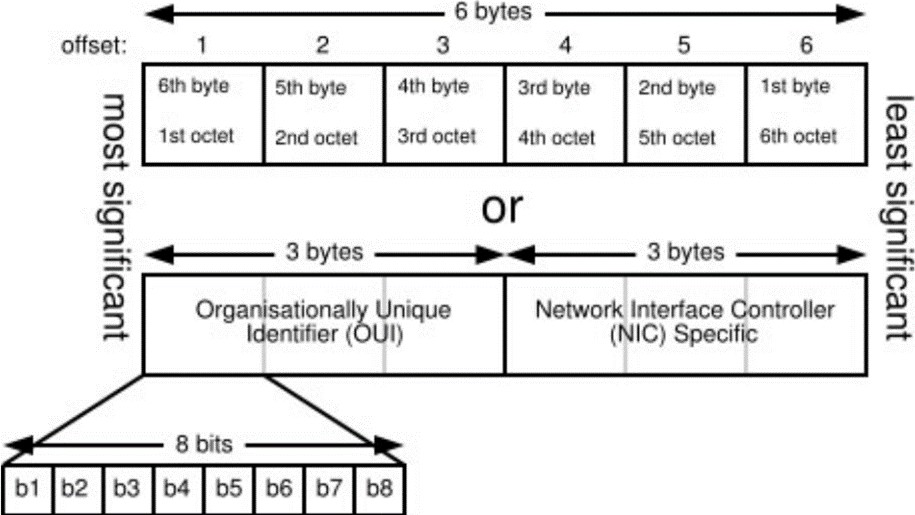 6 bytes
offset: 1 2 3 4 5 6
6th byte 5th byte 4th byte 3rd byte 2nd byte 1st byte
1st octet 2nd octet 3rd octet 4th octet 5th octet 6th octet
most significant
least significant
or
3 bytes 3 bytes
Organisationally Unique
Identifier (OUI)
Network Interface Controller
(NIC) Specific
8 bits
b1 b2 b3 b4 b5 b6 b7 b8